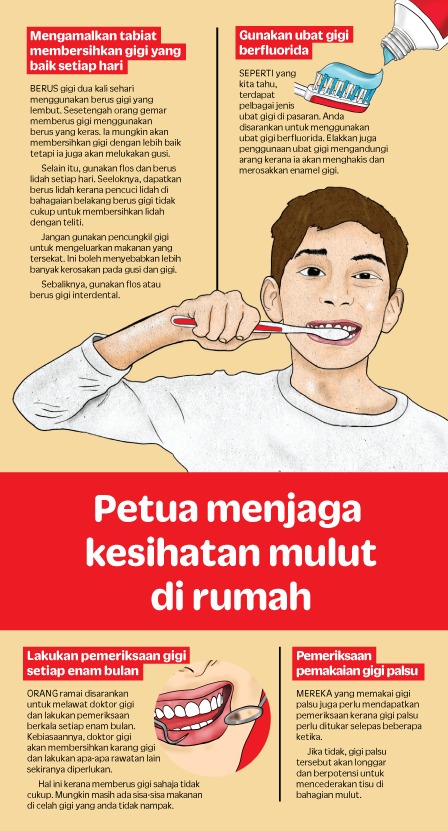 Mengamalkan tabiat
membersihkan gigi yang
baik setiap hari
BERUS gigi dua kali sehari
menggunakan berus gigi yang
lembut. Sesetengah orang gemar
memberus gigi menggunakan
berus yang keras. Ia mungkin akan
membersihkan gigi dengan lebih baik
tetapi ia juga akan melukakan gusi.
Selain itu, gunakan flos dan berus
lidah setiap hari. Seeloknya, dapatkan
berus lidah kerana pencuci lidah di
bahagaian belakang berus gigi tidak
cukup untuk membersihkan lidah
dengan teliti.
Jangan gunakan pencungkil gigi
untuk mengeluarkan makanan yang
tersekat. Ini boleh menyebabkan lebih
banyak kerosakan pada gusi dan gigi.
Sebaliknya, gunakan flos atau
berus gigi interdental.
Gunakan ubat gigi
berfluorida
SEPERTI yang
kita tahu,
terdapat
pelbagai jenis
ubat gigi di pasaran. Anda
disarankan untuk menggunakan
ubat gigi berfluorida. Elakkan juga
penggunaan ubat gigi mengandungi
arang kerana ia akan menghakis dan
merosakkan enamel gigi.
Petua menjaga
kesihatan mulut
di rumah
Lakukan pemeriksaan gigi
setiap enam bulan
ORANG ramai disarankan
untuk melawat doktor gigi
dan lakukan pemeriksaan
berkala setiap enam bulan.
Kebiasaannya, doktor gigi
akan membersihkan karang gigi
dan lakukan apa-apa rawatan lain
sekiranya diperlukan.
Hal ini kerana memberus gigi sahaja tidak
cukup. Mungkin masih ada sisa-sisa makanan
di celah gigi yang anda tidak nampak.
Pemeriksaan
pemakaian gigi palsu
MEREKA yang memakai gigi
palsu juga perlu mendapatkan
pemeriksaan kerana gigi palsu
perlu ditukar selepas beberapa
ketika.
Jika tidak, gigi palsu
tersebut akan longgar
dan berpotensi untuk
mencederakan tisu di
bahagian mulut.